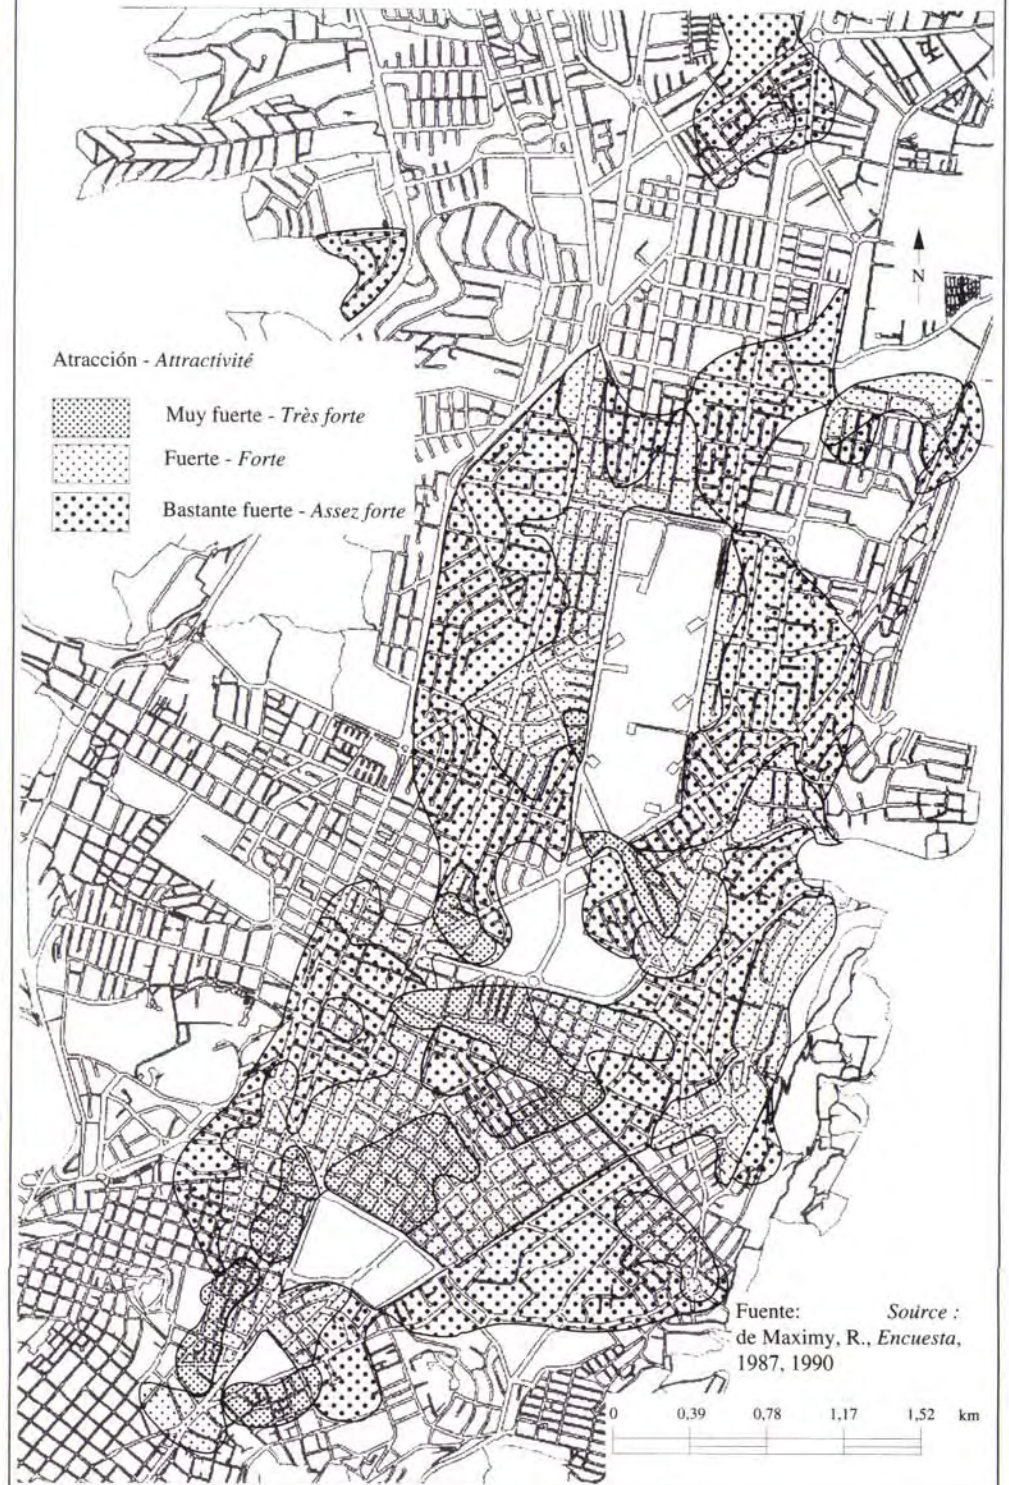 N
Atracción - Attractivité
Muy fuerte - Très forte
Fuerte - Forte
Bastante fuerte - Assez forte
Fuente: Source :
de Maximy, R., Encuesta,
1987, 1990
0 0,39 0,78 1,17 1,52 km